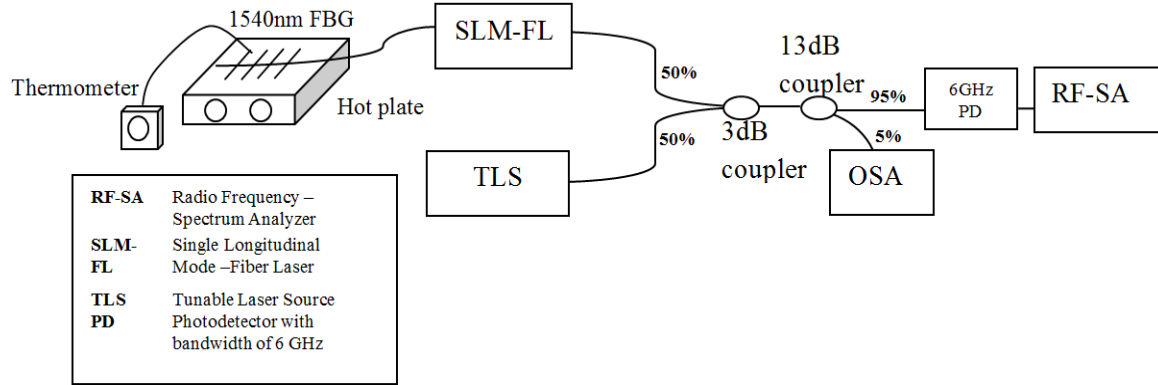 1540nm FBG
Thermometer
Hot plate
SLM-FL
50%
TLS
50%
3dB
coupler
13dB
coupler
95%
5%
6GHz
PD
RF-SA
OSA
RF-SA Radio Frequency –
Spectrum Analyzer
SLM- Single Longitudinal
FL Mode –Fiber Laser
TLS Tunable Laser Source
PD Photodetector with
bandwidth of 6 GHz